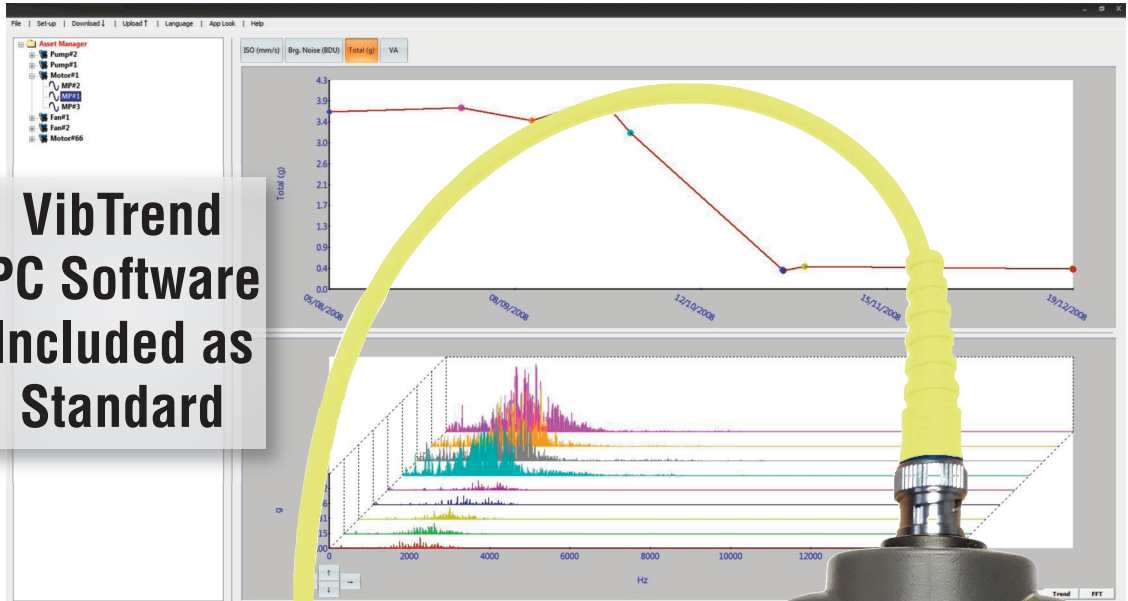 File | Set-up | Download↓ | Upload↑ | Language | App Look | Help
Asset Manager
Pump#2
Pump#1
Motor#1
MP#2
MP#1
MP#3
Fan#1
Fan#2
Motor#66
VibTrend
PC Software
Included as
Standard
ISO (mm/s) Brg. Noise (BDU) Total (g) VA
4.3
3.9
3.4
3.0
2.6
2.1
1.7
1.3
0.9
0.4
0.0
Total (g)
05/08/2008 08/09/2008 12/10/2008 15/11/2008 19/12/2008
g
0 2000 4000 6000 8000 10000 12000
Hz
Trend FFT